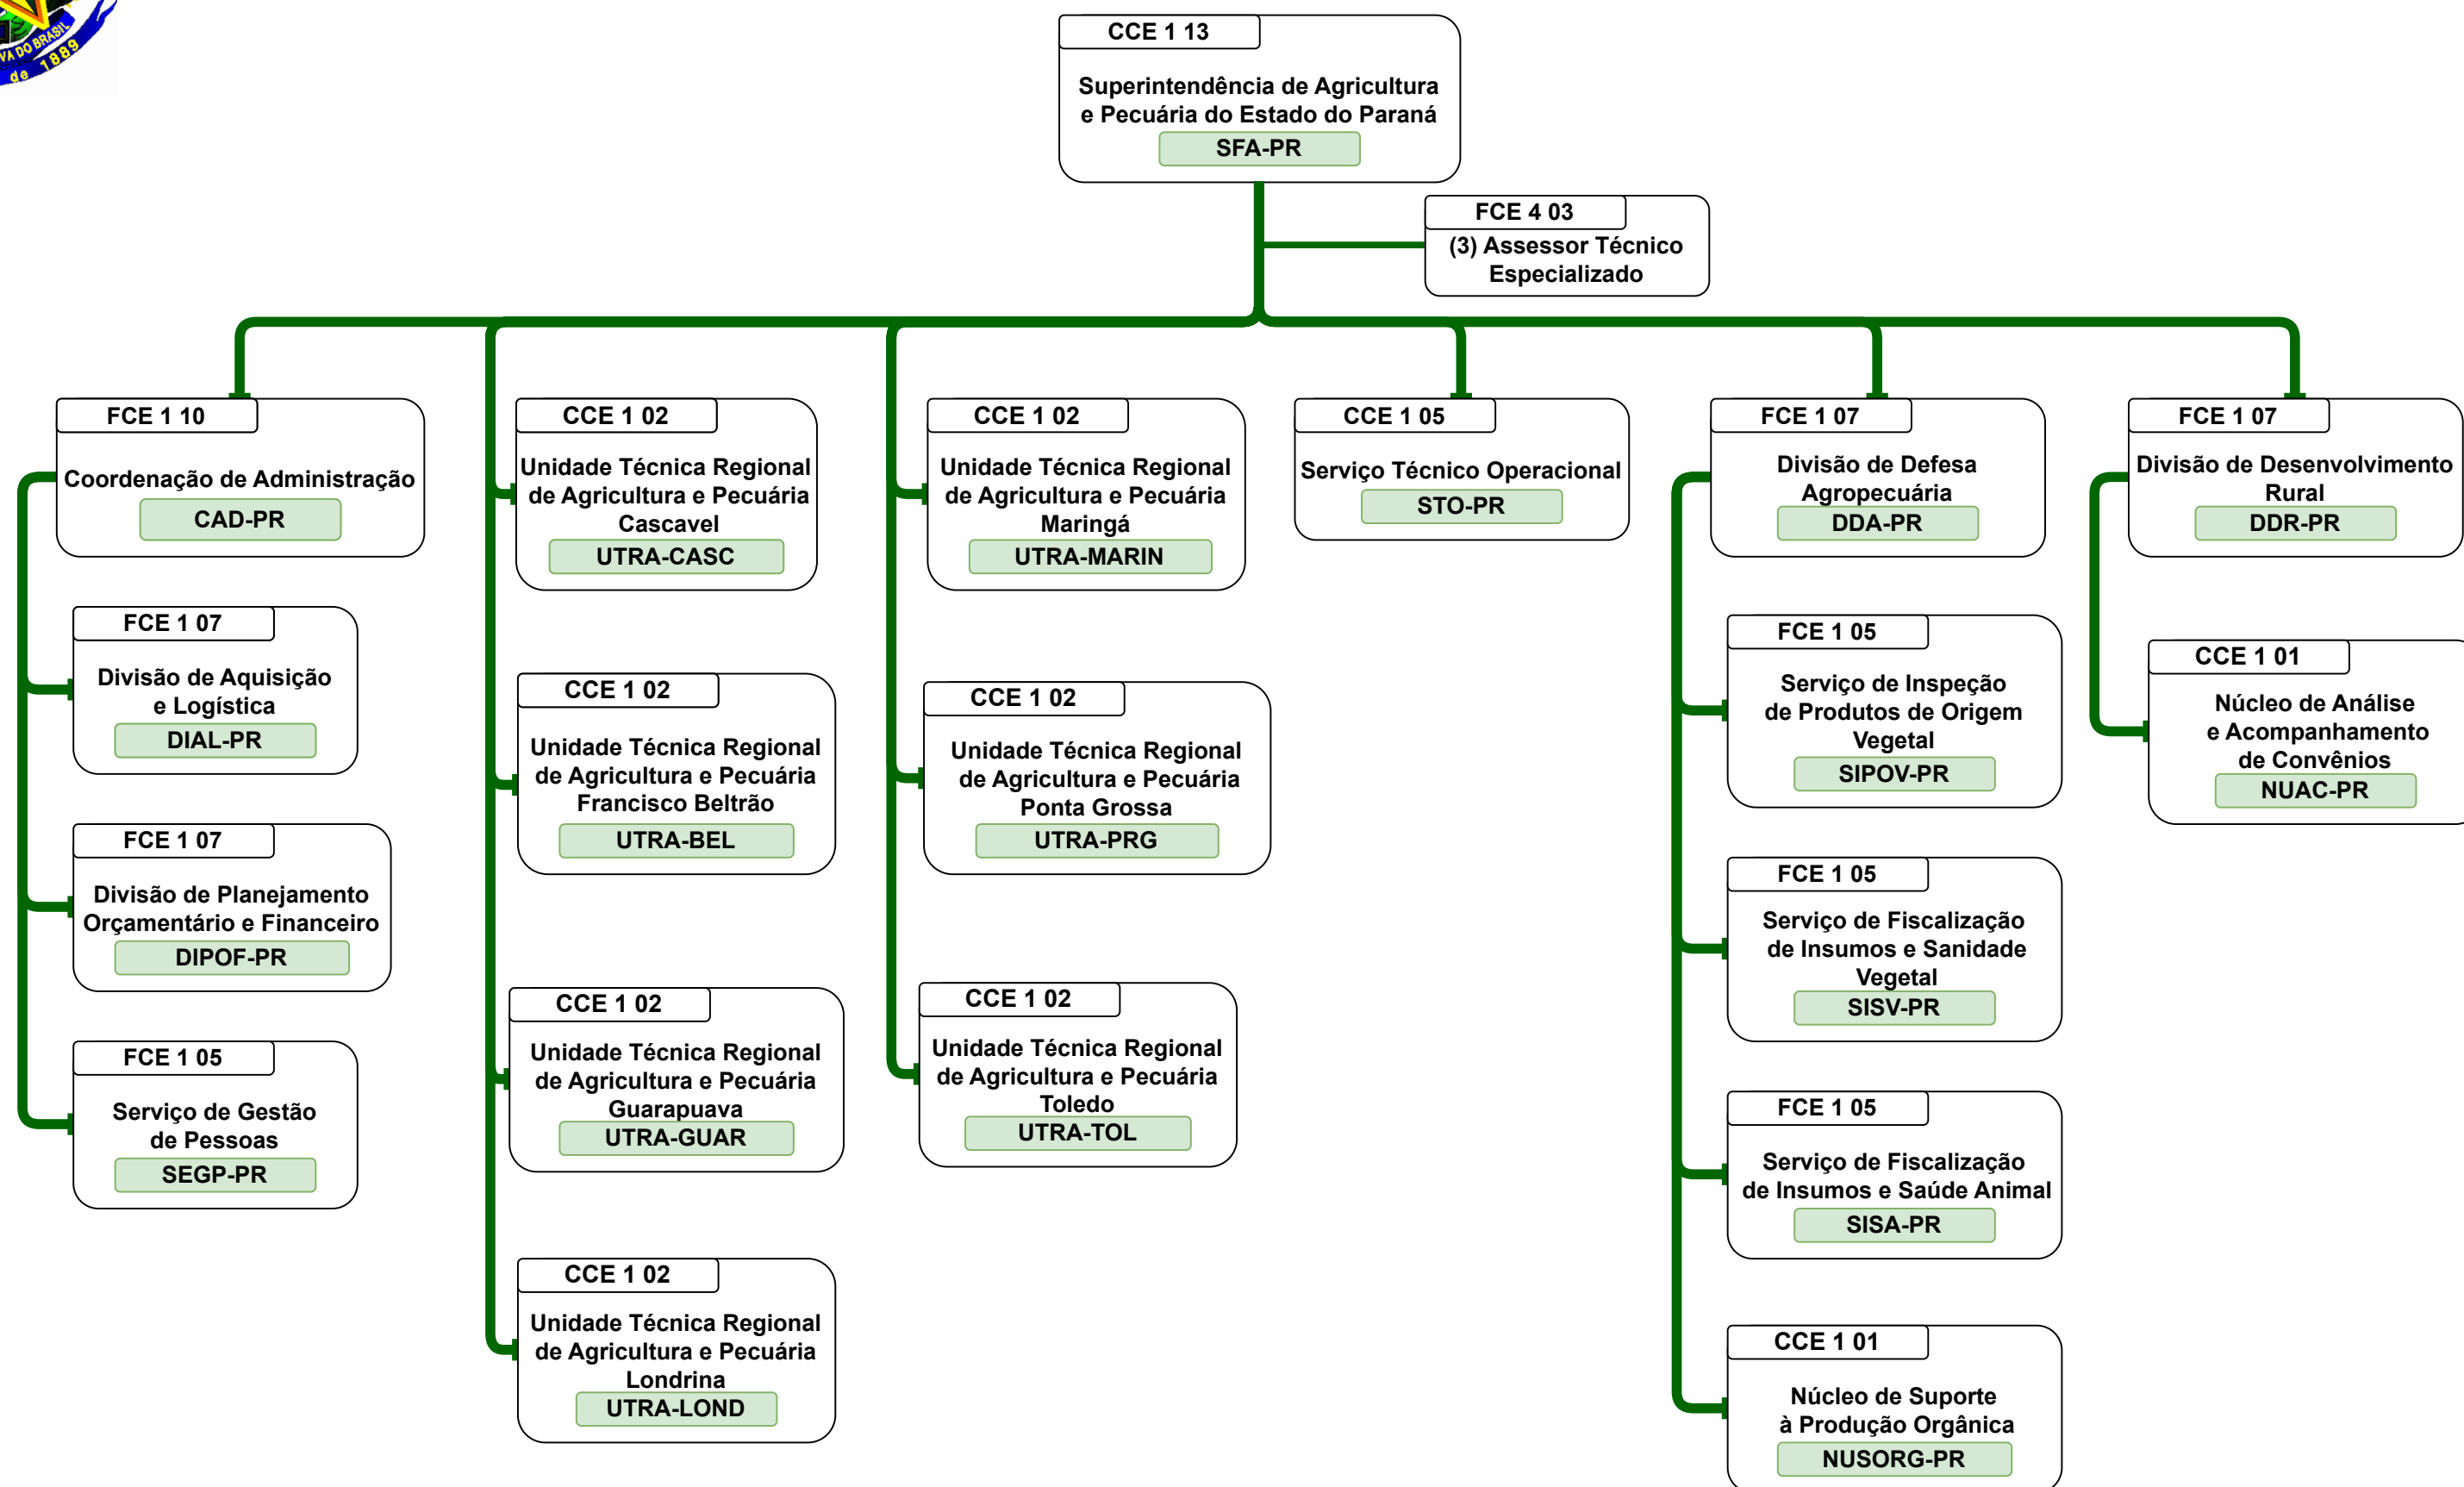 VA DO BRASIL
de 1889
CCE 1 13
Superintendência de Agricultura
e Pecuária do Estado do Paraná
SFA-PR
FCE 4 03
(3) Assessor Técnico
Especializado
FCE 1 10
Coordenação de Administração
CAD-PR
FCE 1 07
Divisão de Aquisição
e Logística
DIAL-PR
FCE 1 07
Divisão de Planejamento
Orçamentário e Financeiro
DIPOF-PR
FCE 1 05
Serviço de Gestão
de Pessoas
SEGP-PR
CCE 1 02
Unidade Técnica Regional
de Agricultura e Pecuária
Cascavel
UTRA-CASC
CCE 1 02
Unidade Técnica Regional
de Agricultura e Pecuária
Francisco Beltrão
UTRA-BEL
CCE 1 02
Unidade Técnica Regional
de Agricultura e Pecuária
Guarapuava
UTRA-GUAR
CCE 1 02
Unidade Técnica Regional
de Agricultura e Pecuária
Londrina
UTRA-LOND
CCE 1 02
Unidade Técnica Regional
de Agricultura e Pecuária
Maringá
UTRA-MARIN
CCE 1 02
Unidade Técnica Regional
de Agricultura e Pecuária
Ponta Grossa
UTRA-PRG
CCE 1 02
Unidade Técnica Regional
de Agricultura e Pecuária
Toledo
UTRA-TOL
CCE 1 05
Serviço Técnico Operacional
STO-PR
FCE 1 07
Divisão de Defesa
Agropecuária
DDA-PR
FCE 1 05
Serviço de Inspeção
de Produtos de Origem
Vegetal
SIPOV-PR
FCE 1 05
Serviço de Fiscalização
de Insumos e Sanidade
Vegetal
SISV-PR
FCE 1 05
Serviço de Fiscalização
de Insumos e Saúde Animal
SISA-PR
CCE 1 01
Núcleo de Suporte
à Produção Orgânica
NUSORG-PR
FCE 1 07
Divisão de Desenvolvimento
Rural
DDR-PR
CCE 1 01
Núcleo de Análise
e Acompanhamento
de Convênios
NUAC-PR